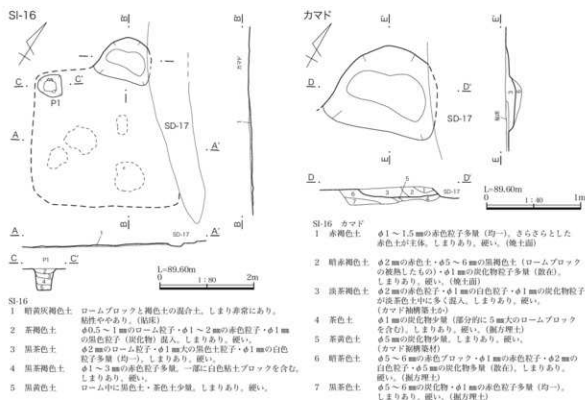 SI-16
カマド
B
B'
カマド
E
E'
C
C'
P1
D
D'
SD-17
A
A'
SD-17
D
D'
SD-17
L=89.60m
0 1:40 1m
A
A'
SD-17
C P1 C'
L=89.60m
0 1:80 2m
SI-16
1 暗黄灰褐色土 ロームブロックと褐色土の混合土。しまり非常にあり。
粘性ややあり。(貼床)
2 茶褐色土 φ0.5～1㎜のローム粒子・φ1～2㎜の赤色粒子・φ1㎜
の黒色粒子（炭化物）混入。しまりあり。硬い。
3 黒茶色土 φ2㎜のローム粒子・φ1㎜大の黒色土粒子・φ1㎜の白色
粒子多量（均一）。しまりあり。硬い。
4 黒茶褐色土 φ1～3㎜の赤色粒子多量。一部に白色粘土ブロックを含む。
しまりあり。硬い。
5 黒黄色土 ローム中に黒色土・茶色土少量。しまりあり。硬い。
SI-16 カマド
1 赤褐色土 φ1～1.5㎜の赤色粒子多量（均一）。さらさらとした
赤色土が主体。しまりあり。硬い。(焼土面)
2 暗赤褐色土 φ2㎜の赤色土・φ5～6㎜の黒褐色土（ロームブロック
の被熱したもの）・φ1㎜の炭化物粒子多量（散在）。
しまりあり。硬い。(焼土面)
3 淡茶褐色土 φ2㎜の赤色粒子・φ1㎜の白色粒子・φ1㎜の炭化物粒子
が淡茶色土中に多く混入。しまりあり。硬い。
(カマド袖構築土か)
4 茶色土 φ1㎜の炭化物少量（部分的に5㎜大のロームブロック
を含む）。しまりあり。硬い。(掘方埋土)
5 茶黄色土 φ5㎜の炭化物少量。しまりあり。硬い。
(カマド裾構築材)
6 暗茶色土 φ5～6㎜の赤色ブロック・φ1㎜の赤色粒子・φ2㎜の
白色粒子・φ5㎜の炭化物多量（散在）。しまりあり。
硬い。(掘方埋土)
7 黒茶色土 φ5～6㎜の炭化物・φ1㎜の赤色粒子多量（均一）。
しまりあり。硬い。(掘方埋土)